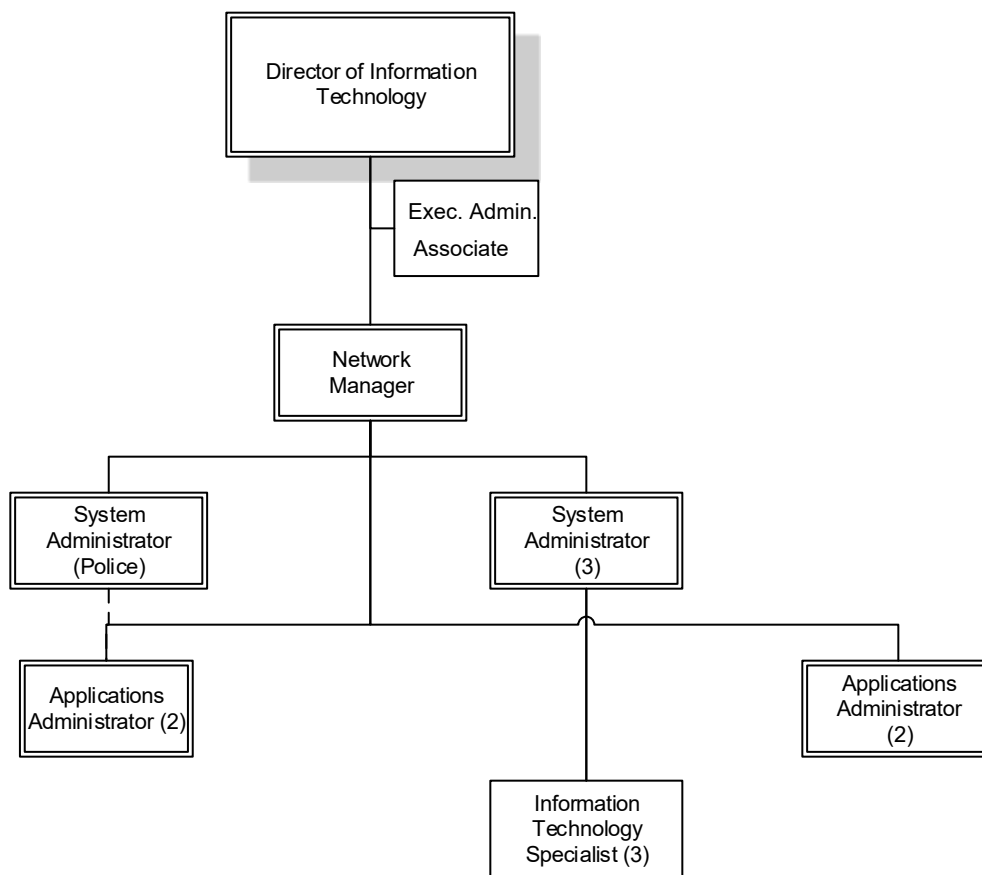 Director of Information
Technology
Exec. Admin.
Associate
Network
Manager
System
Administrator
(Police)
System
Administrator
(3)
Applications
Administrator (2)
Applications
Administrator
(2)
Information
Technology
Specialist (3)